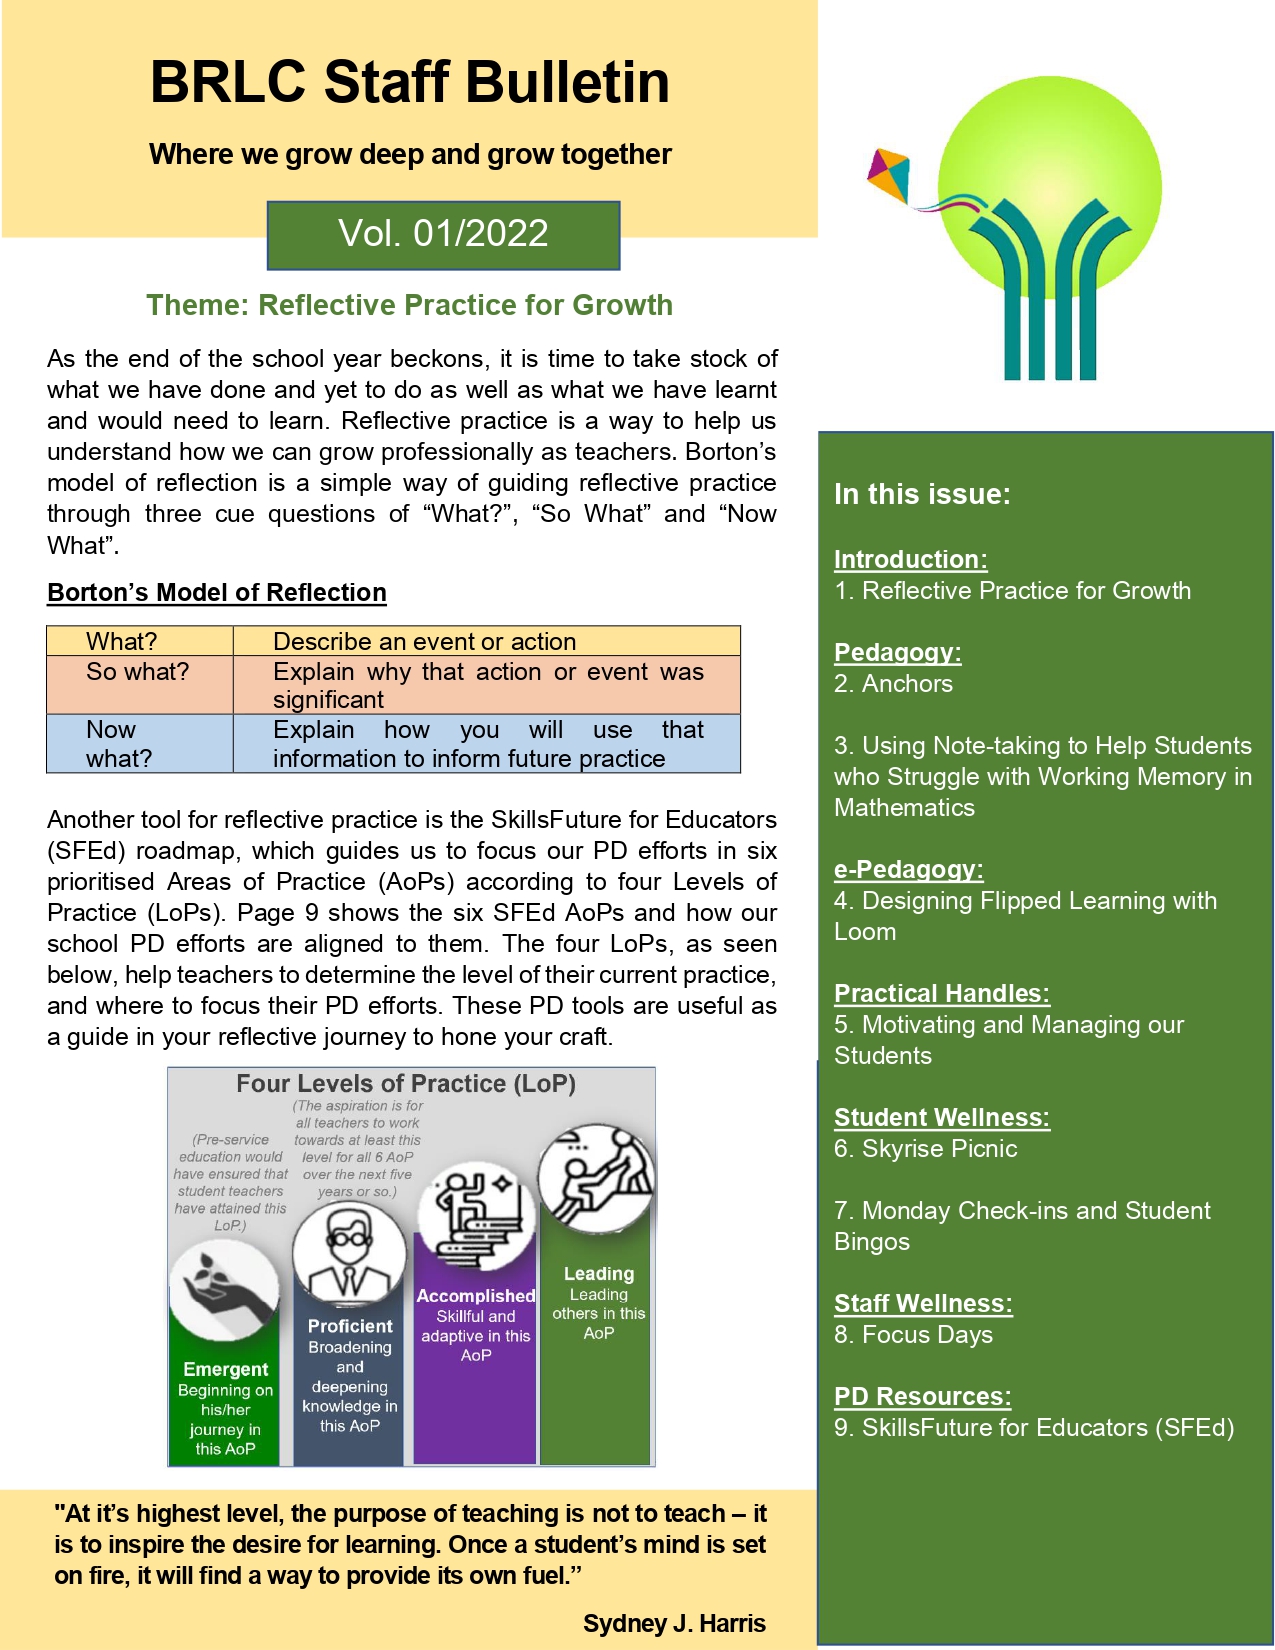 BRLC Staff Bulletin
Where we grow deep and grow together
Vol. 01/2022
Theme: Reflective Practice for Growth
As the end of the school year beckons, it is time to take stock of
what we have done and yet to do as well as what we have learnt
and would need to learn. Reflective practice is a way to help us
understand how we can grow professionally as teachers. Borton’s
model of reflection is a simple way of guiding reflective practice
through three cue questions of “What?”, “So What” and “Now
What”.
Borton’s Model of Reflection
What? Describe an event or action
So what? Explain why that action or event was
significant
Now Explain how you will use that
what? information to inform future practice
Another tool for reflective practice is the SkillsFuture for Educators
(SFEd) roadmap, which guides us to focus our PD efforts in six
prioritised Areas of Practice (AoPs) according to four Levels of
Practice (LoPs). Page 9 shows the six SFEd AoPs and how our
school PD efforts are aligned to them. The four LoPs, as seen
below, help teachers to determine the level of their current practice,
and where to focus their PD efforts. These PD tools are useful as
a guide in your reflective journey to hone your craft.
Four Levels of Practice (LoP)
(Pre-service
education would
have ensured that
student teachers
have attained this
LoP.)
Emergent
Beginning on
his/her
journey in
this AoP
(The aspiration is for
all teachers to work
towards at least this
level for all 6 AoP
over the next five
years or so.)
Proficient
Broadening
and
deepening
knowledge in
this AoP
Accomplished
Skillful and
adaptive in this
AoP
Leading
Leading
others in this
AoP
"At it’s highest level, the purpose of teaching is not to teach – it
is to inspire the desire for learning. Once a student’s mind is set
on fire, it will find a way to provide its own fuel.”
Sydney J. Harris
In this issue:
Introduction:
1. Reflective Practice for Growth
Pedagogy:
2. Anchors
3. Using Note-taking to Help Students
who Struggle with Working Memory in
Mathematics
e-Pedagogy:
4. Designing Flipped Learning with
Loom
Practical Handles:
5. Motivating and Managing our
Students
Student Wellness:
6. Skyrise Picnic
7. Monday Check-ins and Student
Bingos
Staff Wellness:
8. Focus Days
PD Resources:
9. SkillsFuture for Educators (SFEd)